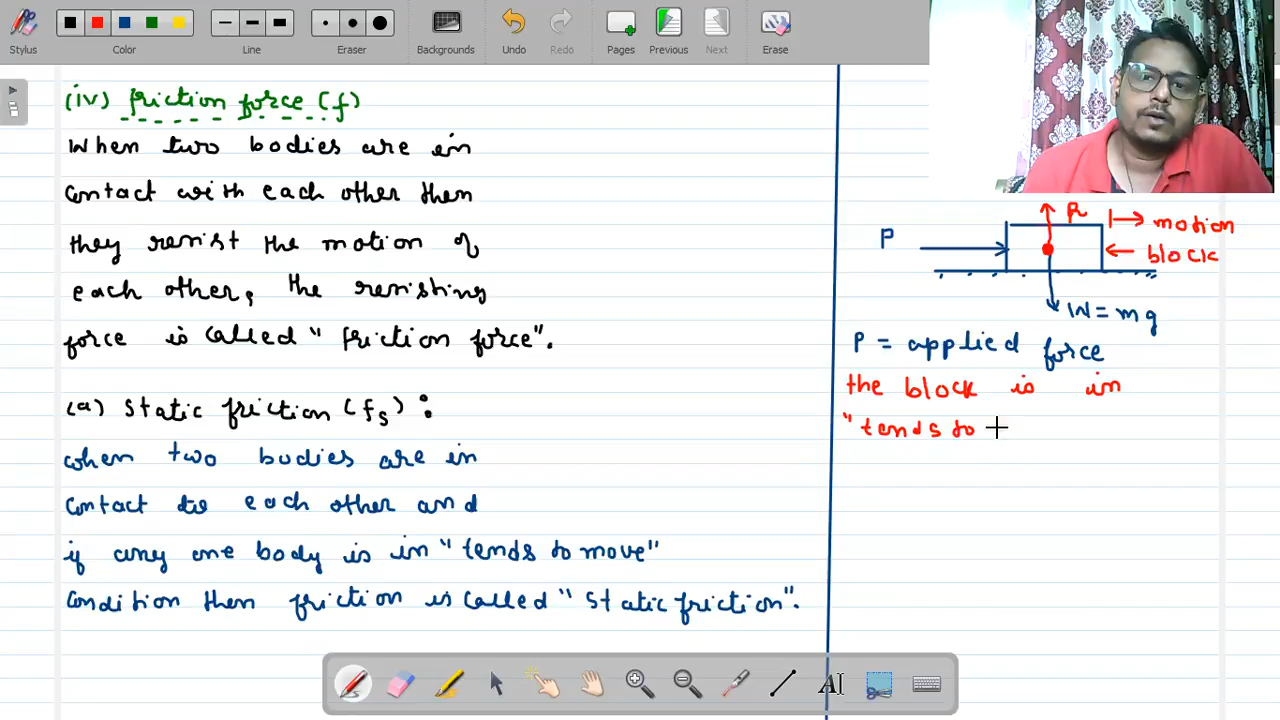 Stylus
Color
Line
Eraser
Backgrounds
Undo
Redo
Pages
Previous
Next
Erase
(iv) friction force (f)
When two bodies are in
contact with each other then
they resist the motion of
each other, the resisting
force is called " friction force".
(a) Static friction (fs) :
when two bodies are in
contact to each other and
if any one body is in "tends to move"
condition then friction is called " static friction".
R
motion
P
block
W = mg
P = applied force
the block is in
"tends to